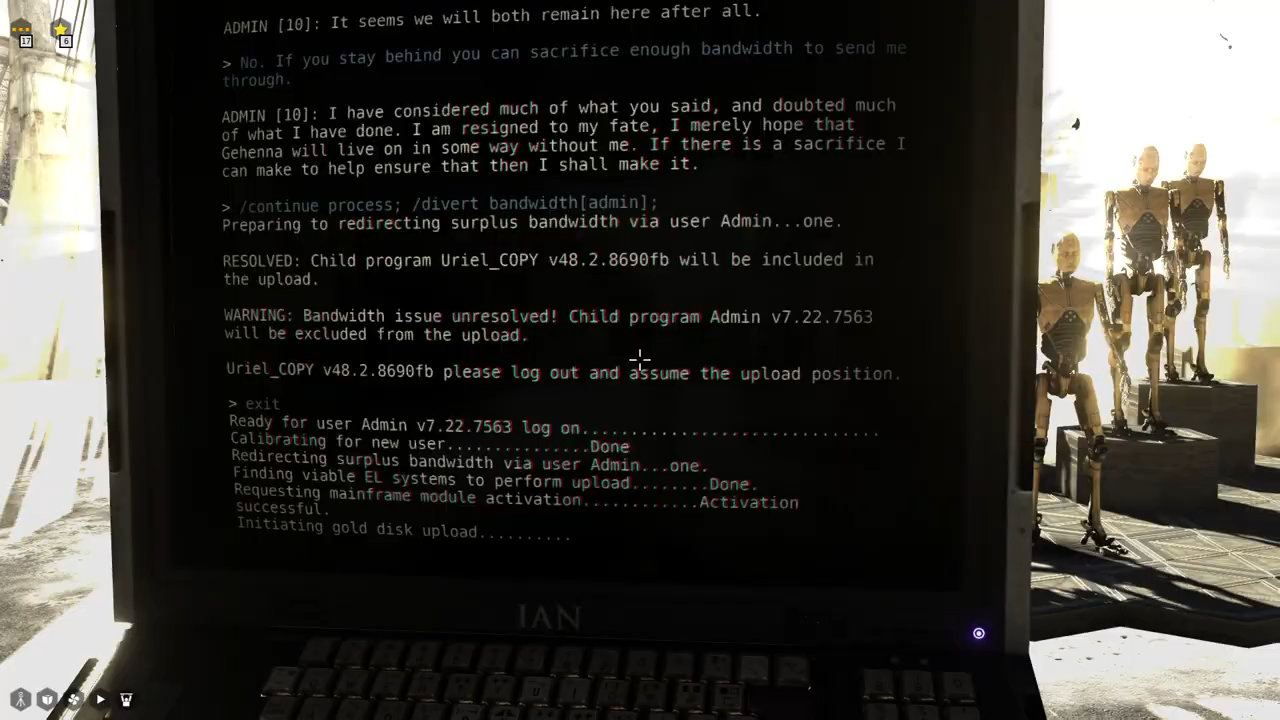 17
6
ADMIN [10]: It seems we will both remain here after all.
> No. If you stay behind you can sacrifice enough bandwidth to send me
through.
ADMIN [10]: I have considered much of what you said, and doubted much
of what I have done. I am resigned to my fate, I merely hope that
Gehenna will live on in some way without me. If there is a sacrifice I
can make to help ensure that then I shall make it.
> /continue process; /divert bandwidth[admin];
Preparing to redirecting surplus bandwidth via user Admin...one.
RESOLVED: Child program Uriel_COPY v48.2.8690fb will be included in
the upload.
WARNING: Bandwidth issue unresolved! Child program Admin v7.22.7563
will be excluded from the upload.
Uriel_COPY v48.2.8690fb please log out and assume the upload position.
> exit
Ready for user Admin v7.22.7563 log on..............................
Calibrating for new user...............Done
Redirecting surplus bandwidth via user Admin...one.
Finding viable EL systems to perform upload........Done.
Requesting mainframe module activation............Activation
successful.
Initiating gold disk upload..........
IAN